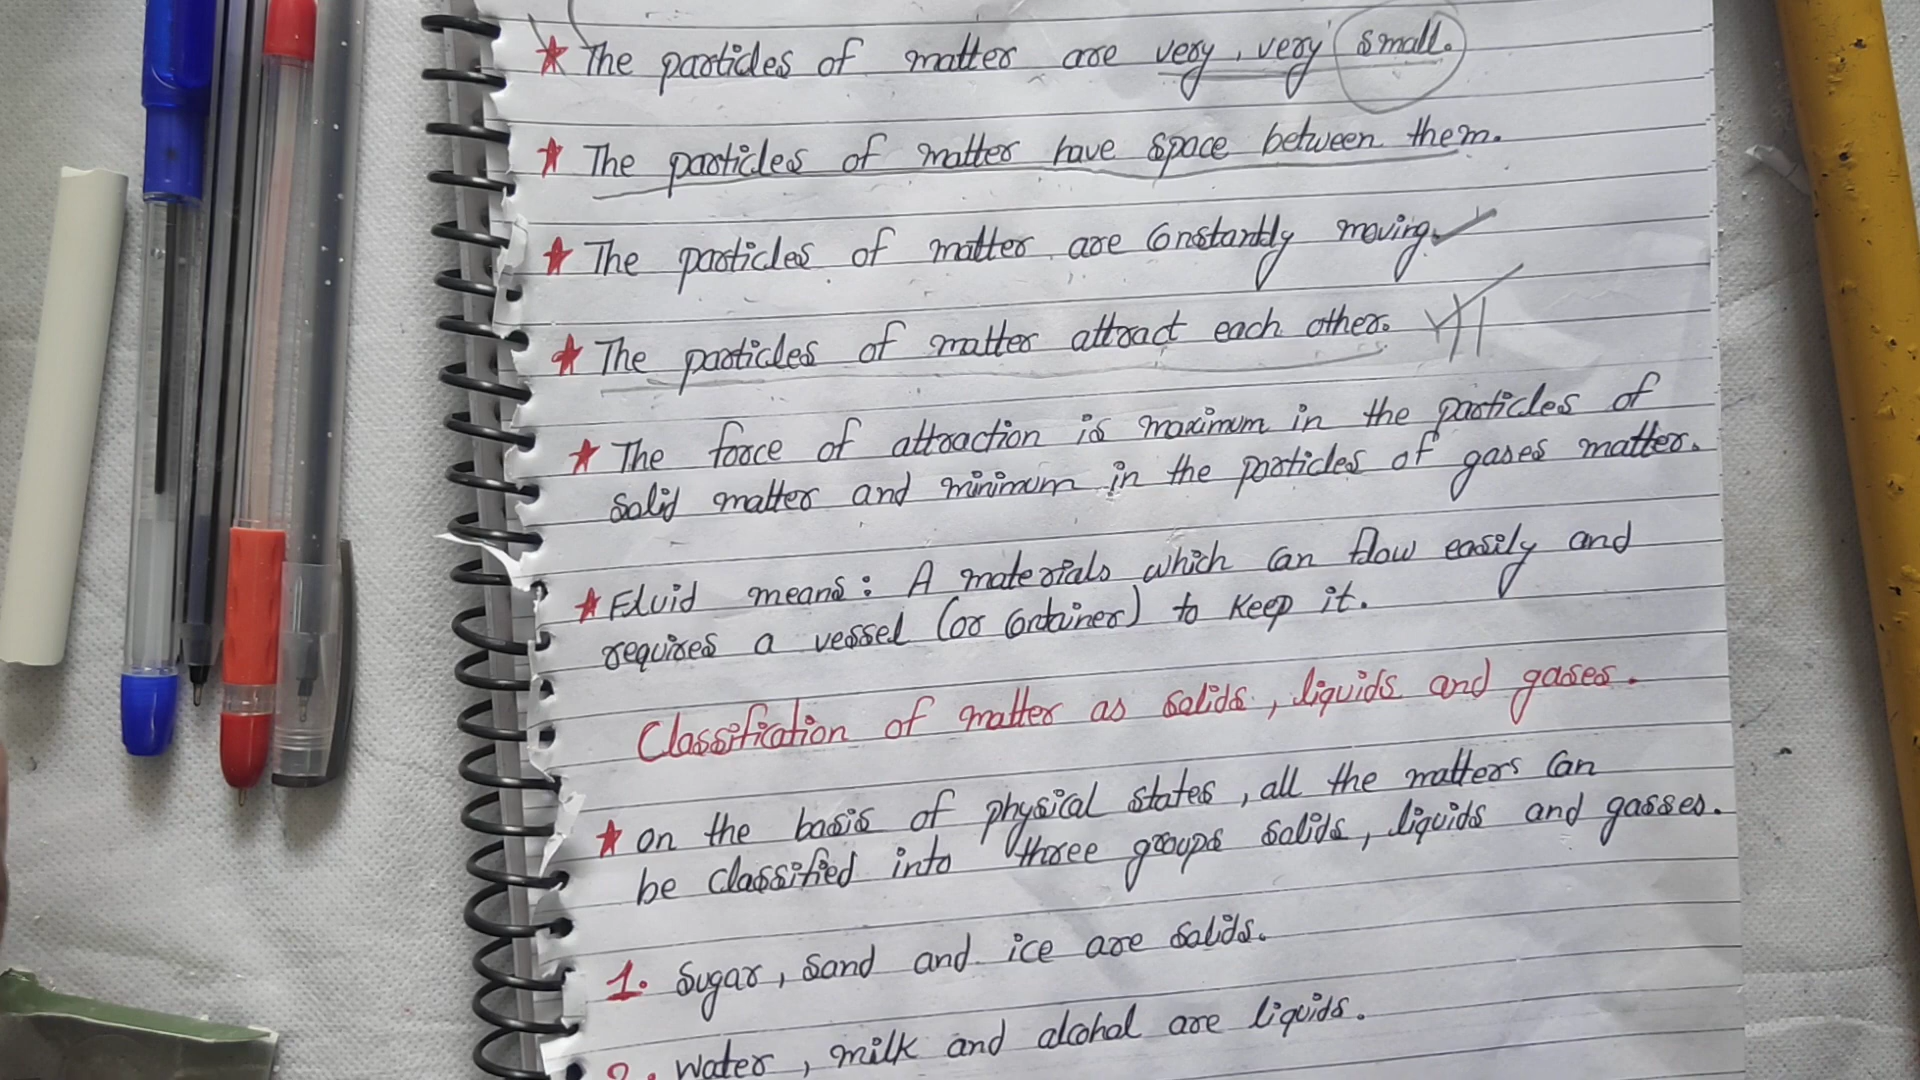 ★ The particles of matter are very, very small.
★ The particles of matter have space between them.
★ The particles of matter are constantly moving.
★ The particles of matter attract each other.
★ The force of attraction is maximum in the particles of
solid matter and minimum in the particles of gases matter.
★ Fluid means: A materials which can flow easily and
requires a vessel (or container) to keep it.
Classification of matter as solids, liquids and gases.
★ on the basis of physical states, all the matters can
be classified into three groups solids, liquids and gasses.
1. Sugar, sand and ice are solids.
2. Water, milk and alcohal are liquids.